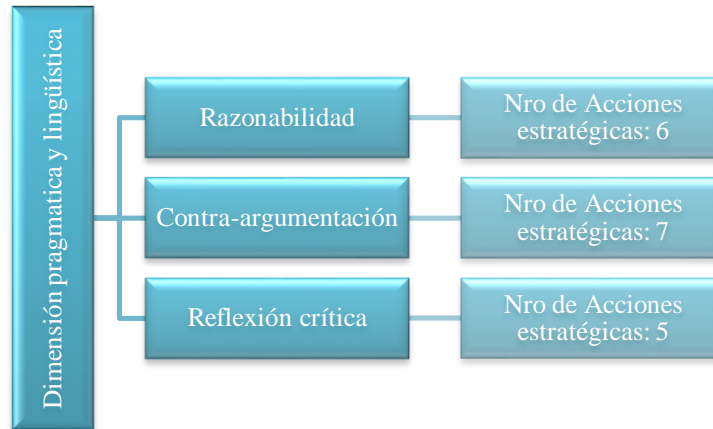 Dimensión pragmatica y lingüística
Razonabilidad
Nro de Acciones
estratégicas: 6
Contra-argumentación
Nro de Acciones
estratégicas: 7
Reflexión crítica
Nro de Acciones
estratégicas: 5